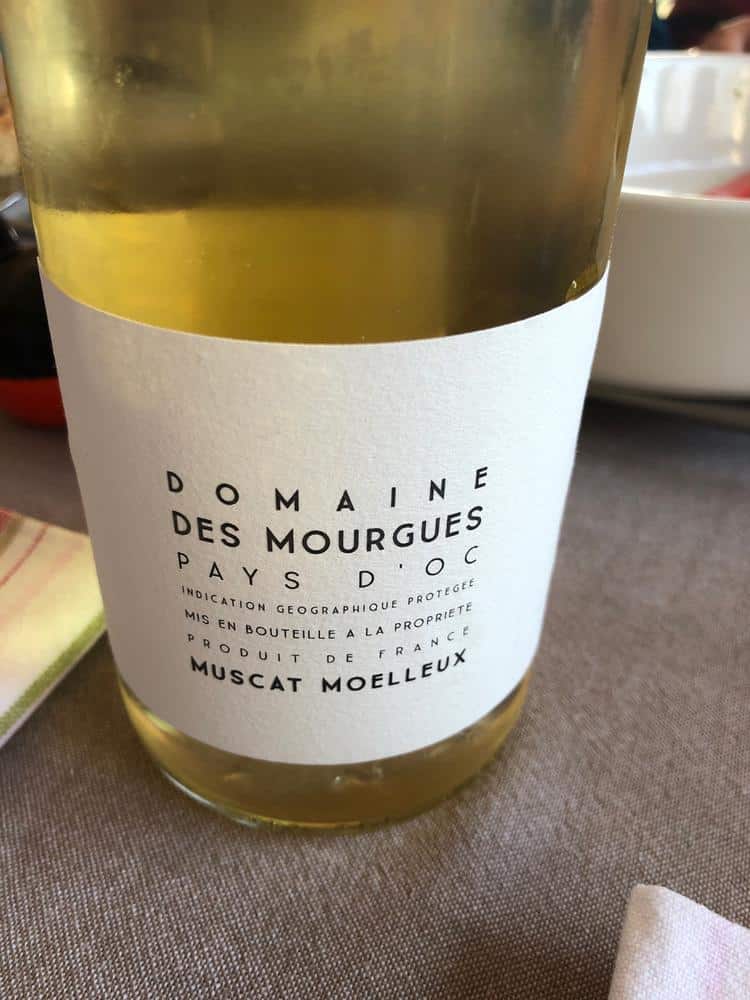 DOMAINE
DES MOURGUES
PAYS D'OC
INDICATION GEOGRAPHIQUE PROTEGEE
MIS EN BOUTEILLE A LA PROPRIETE
PRODUIT DE FRANCE
MUSCAT MOELLEUX